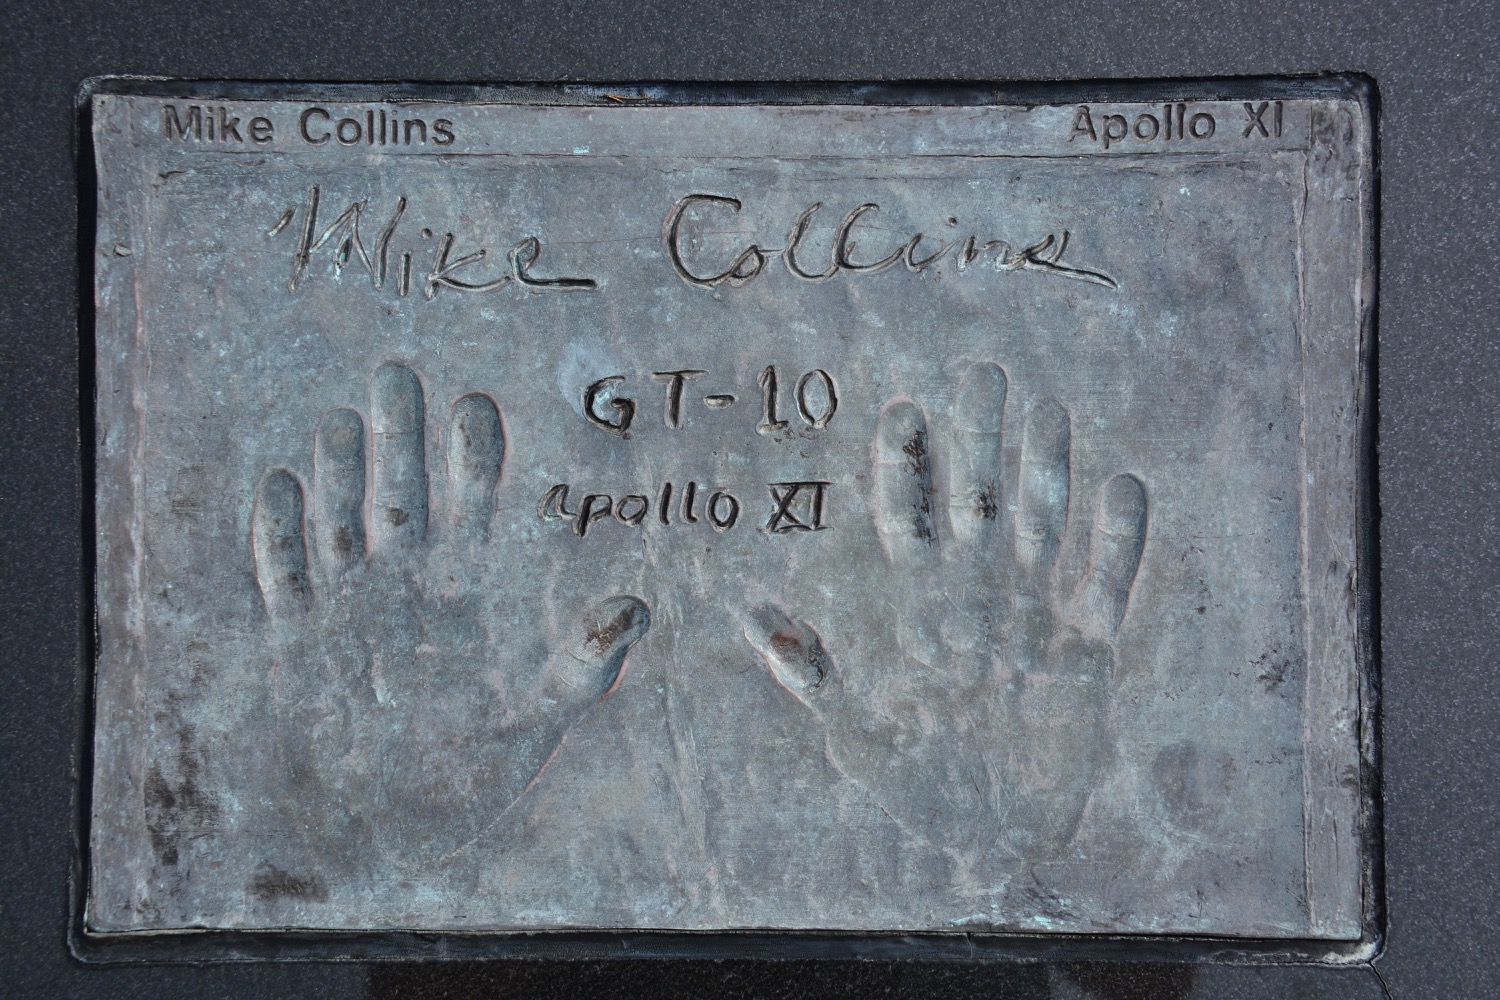 Mike Collins Apollo XI
Mike Collins
GT-10
Apollo XI